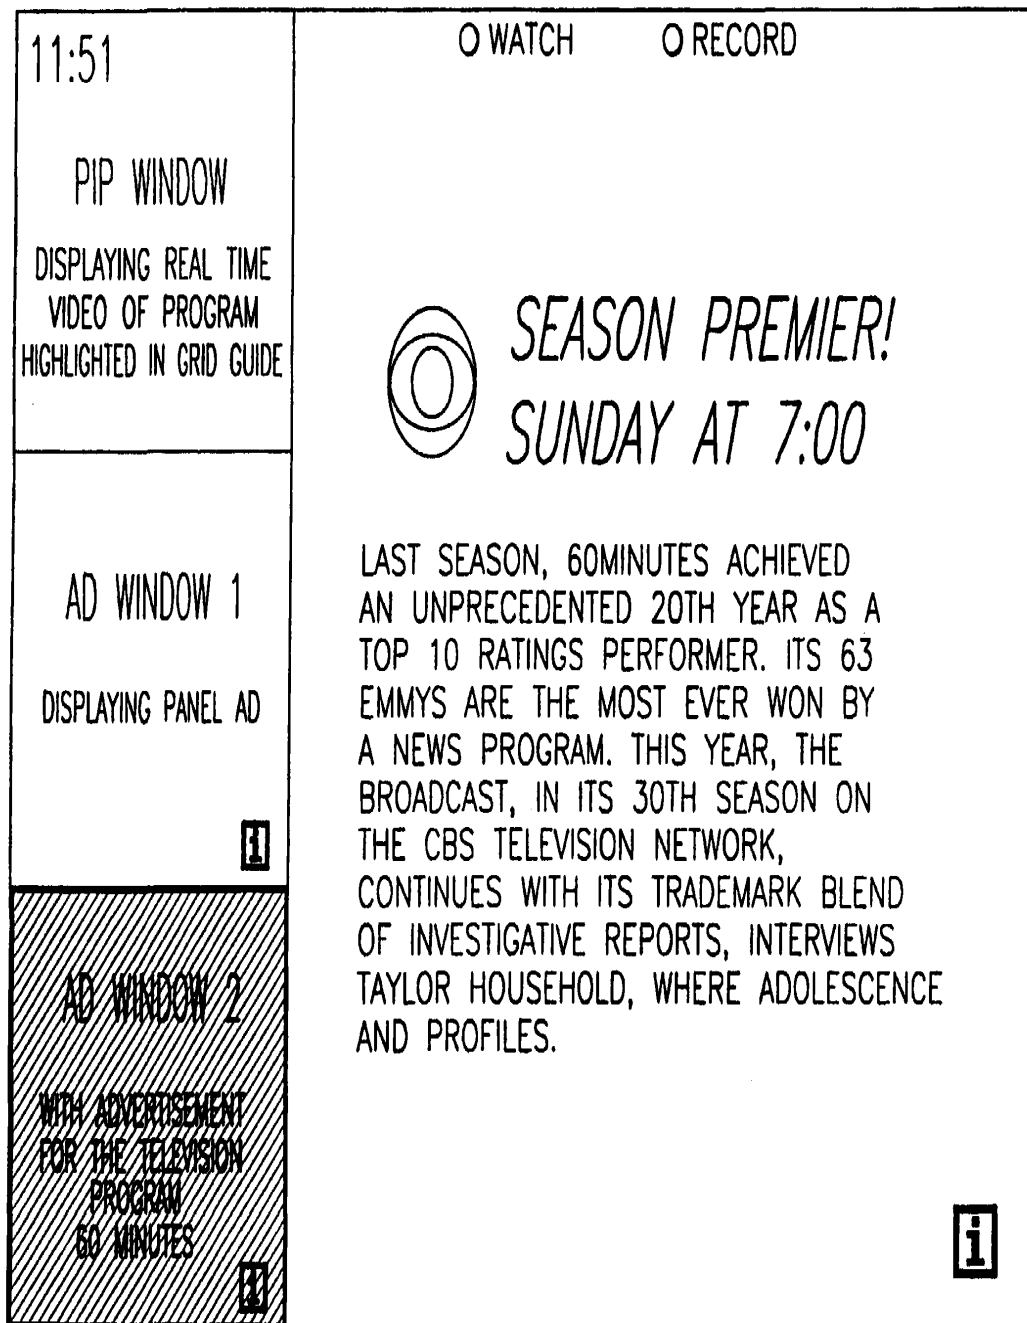 11:51
PIP WINDOW
DISPLAYING REAL TIME
VIDEO OF PROGRAM
HIGHLIGHTED IN GRID GUIDE
AD WINDOW 1
DISPLAYING PANEL AD
i
AD WINDOW 2
WITH ADVERTISEMENT
FOR THE TELEVISION
PROGRAM
60 MINUTES
i
O WATCH O RECORD
SEASON PREMIER!
SUNDAY AT 7:00
LAST SEASON, 60MINUTES ACHIEVED
AN UNPRECEDENTED 20TH YEAR AS A
TOP 10 RATINGS PERFORMER. ITS 63
EMMYS ARE THE MOST EVER WON BY
A NEWS PROGRAM. THIS YEAR, THE
BROADCAST, IN ITS 30TH SEASON ON
THE CBS TELEVISION NETWORK,
CONTINUES WITH ITS TRADEMARK BLEND
OF INVESTIGATIVE REPORTS, INTERVIEWS
TAYLOR HOUSEHOLD, WHERE ADOLESCENCE
AND PROFILES.
i